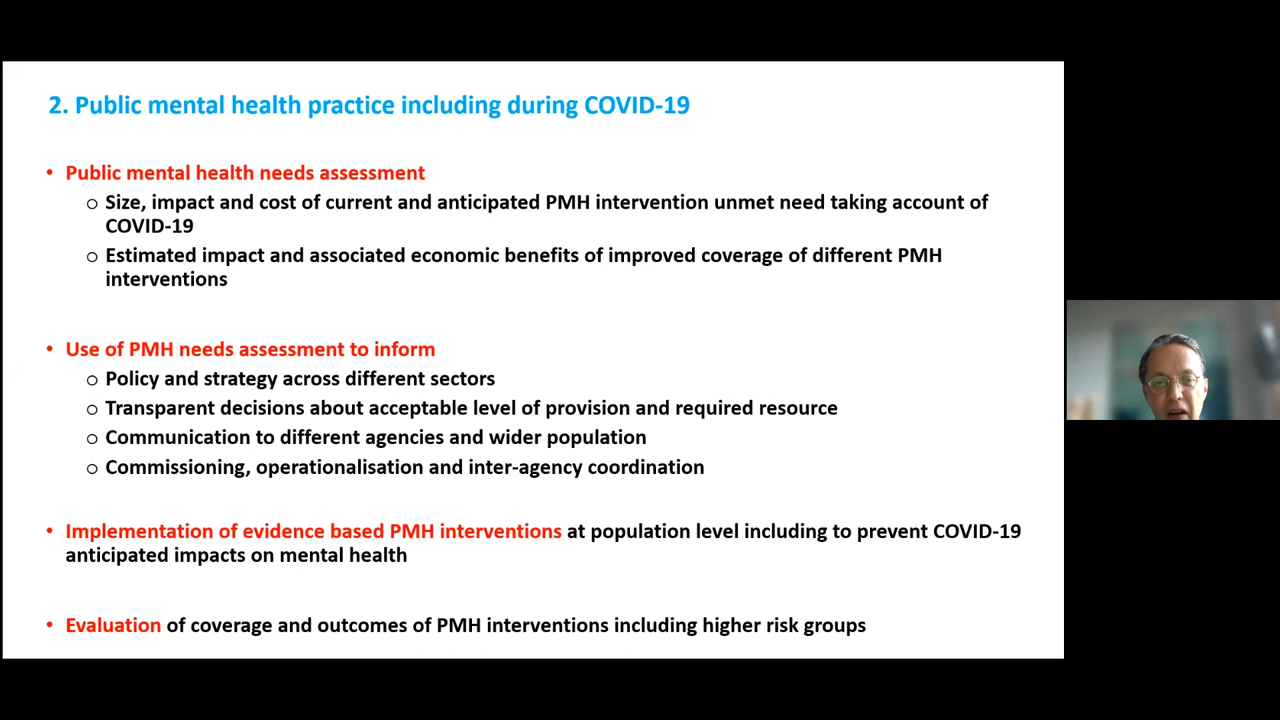 2. Public mental health practice including during COVID-19
• Public mental health needs assessment
o Size, impact and cost of current and anticipated PMH intervention unmet need taking account of
COVID-19
o Estimated impact and associated economic benefits of improved coverage of different PMH
interventions
• Use of PMH needs assessment to inform
o Policy and strategy across different sectors
o Transparent decisions about acceptable level of provision and required resource
o Communication to different agencies and wider population
o Commissioning, operationalisation and inter-agency coordination
• Implementation of evidence based PMH interventions at population level including to prevent COVID-19
anticipated impacts on mental health
• Evaluation of coverage and outcomes of PMH interventions including higher risk groups